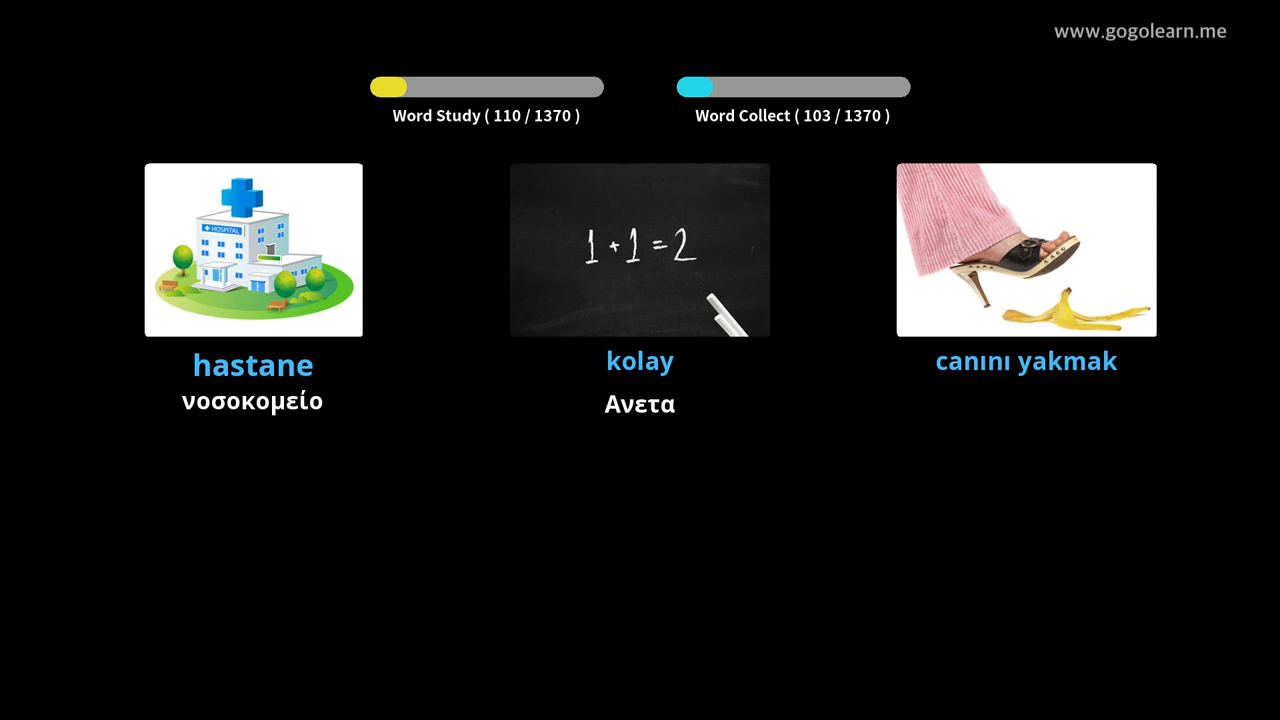 www.gogolearn.me
Word Study ( 110 / 1370 )
Word Collect ( 103 / 1370 )
HOSPITAL
1+1=2
hastane
νοσοκομείο
kolay
Ανετα
canını yakmak